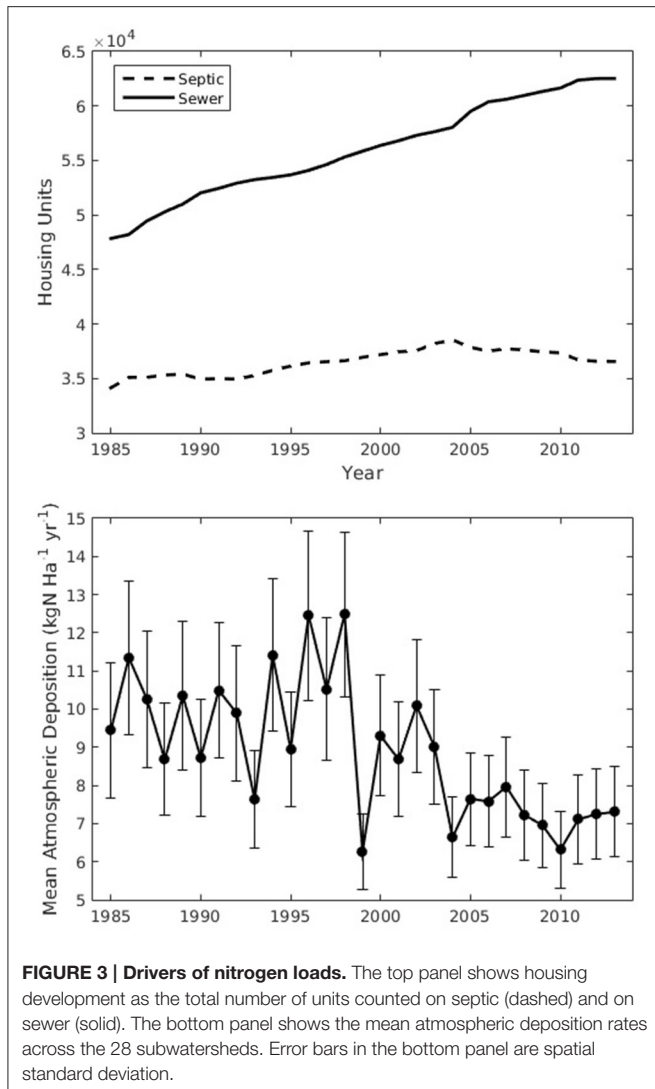 ×10⁴
6.5
6
5.5
5
4.5
4
3.5
3
Housing Units
Septic
Sewer
1985 1990 1995 2000 2005 2010
Year
15
14
13
12
11
10
9
8
7
6
5
Mean Atmospheric Deposition (kgN Ha⁻¹ yr⁻¹)
1985 1990 1995 2000 2005 2010
FIGURE 3 | Drivers of nitrogen loads. The top panel shows housing
development as the total number of units counted on septic (dashed) and on
sewer (solid). The bottom panel shows the mean atmospheric deposition rates
across the 28 subwatersheds. Error bars in the bottom panel are spatial
standard deviation.